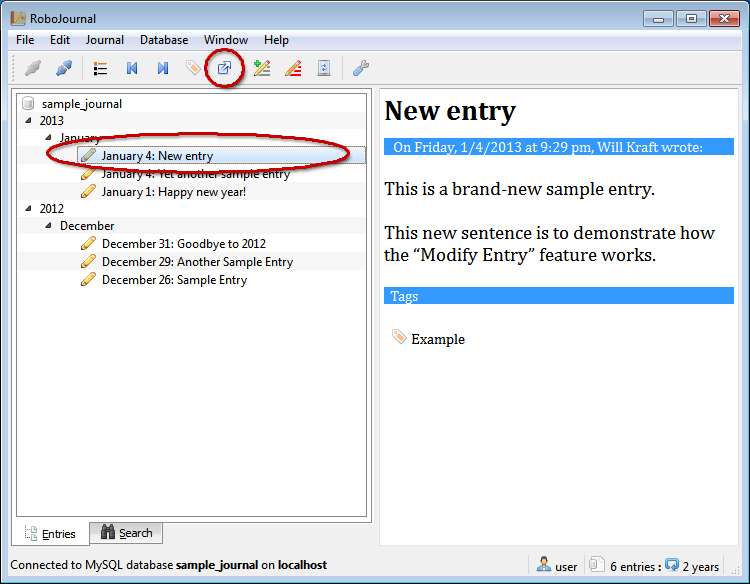 RoboJournal
File Edit Journal Database Window Help
sample_journal
2013
January
January 4: New entry
January 4: Yet another sample entry
January 1: Happy new year!
2012
December
December 31: Goodbye to 2012
December 29: Another Sample Entry
December 26: Sample Entry
Entries Search
New entry
On Friday, 1/4/2013 at 9:29 pm, Will Kraft wrote:
This is a brand-new sample entry.
This new sentence is to demonstrate how
the “Modify Entry” feature works.
Tags
Example
Connected to MySQL database sample_journal on localhost
user 6 entries : 2 years